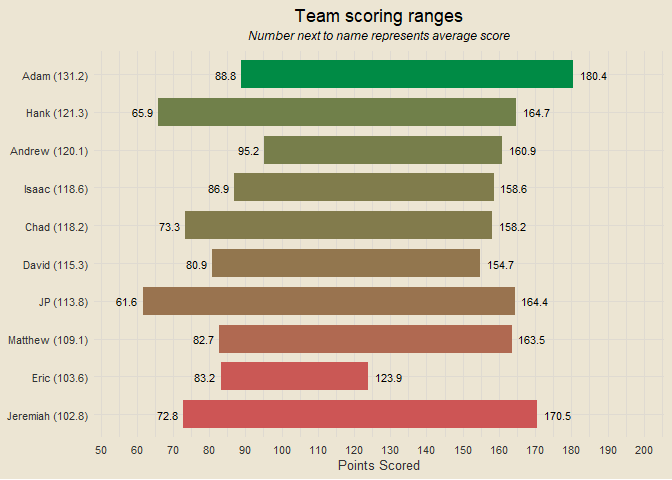 Team scoring ranges
Number next to name represents average score
Adam (131.2) 88.8 180.4
Hank (121.3) 65.9 164.7
Andrew (120.1) 95.2 160.9
Isaac (118.6) 86.9 158.6
Chad (118.2) 73.3 158.2
David (115.3) 80.9 154.7
JP (113.8) 61.6 164.4
Matthew (109.1) 82.7 163.5
Eric (103.6) 83.2 123.9
Jeremiah (102.8) 72.8 170.5
50 60 70 80 90 100 110 120 130 140 150 160 170 180 190 200
Points Scored